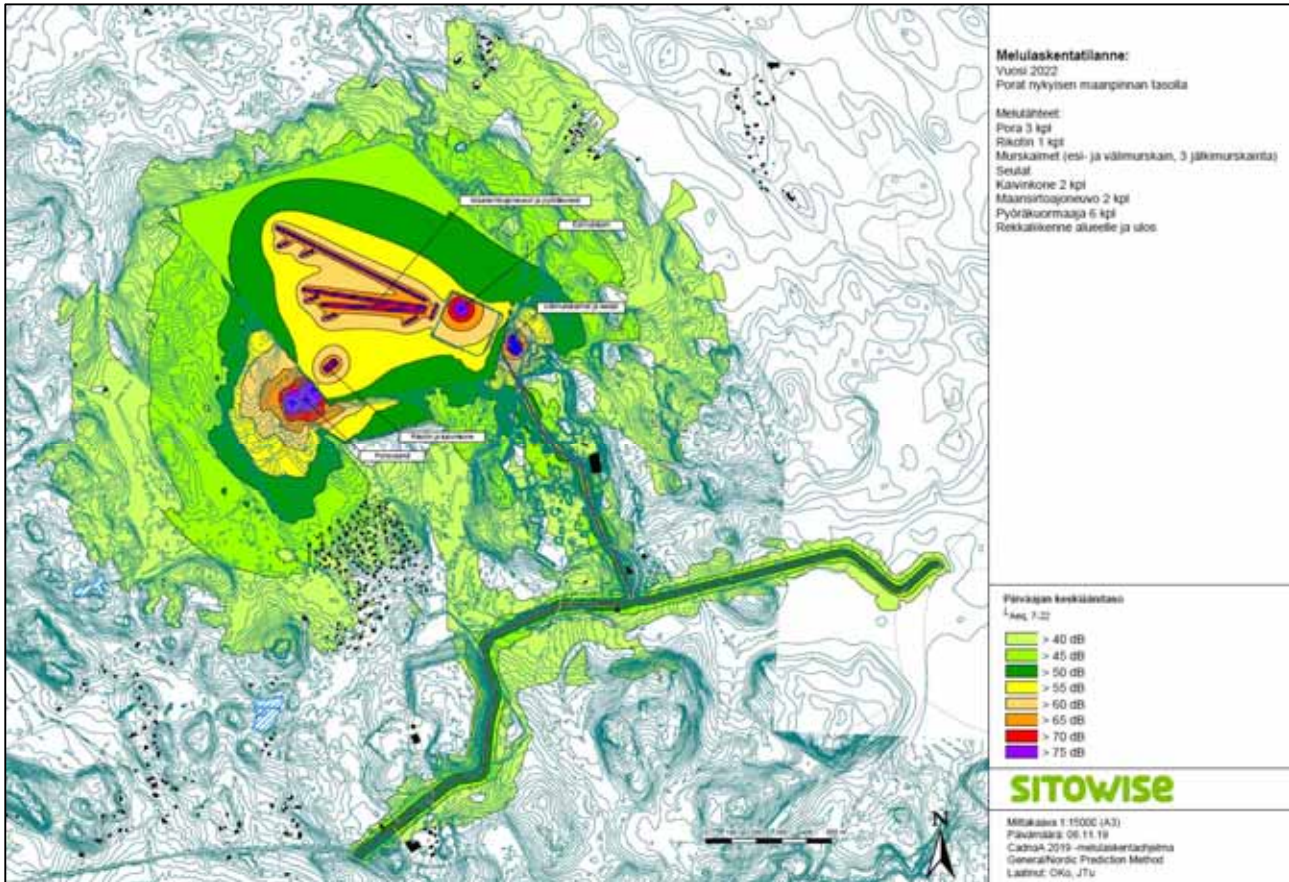 Melulaskentatilanne:
Vuosi 2022
Porat nykyisen maanpinnan tasolla
Melulähteet:
Pora 3 kpl
Rikotin 1 kpl
Murskaimet (esi- ja välimurskain, 3 jälkimurskainta)
Seulat
Kaivinkone 2 kpl
Maansiirtoajoneuvo 2 kpl
Pyöräkuormaaja 6 kpl
Rekkaliikenne alueelle ja ulos
Esimurskain
Päiväajan keskiäänitaso
LAeq, 7-22
> 40 dB
> 45 dB
> 50 dB
> 55 dB
> 60 dB
> 65 dB
> 70 dB
> 75 dB
sitowise
N
Mittakaava 1:15000 (A3)
Päivämäärä: 06.11.19
CadnaA 2019 -melulaskentaohjelma
General/Nordic Prediction Method
Laatinut: OKo, JTu